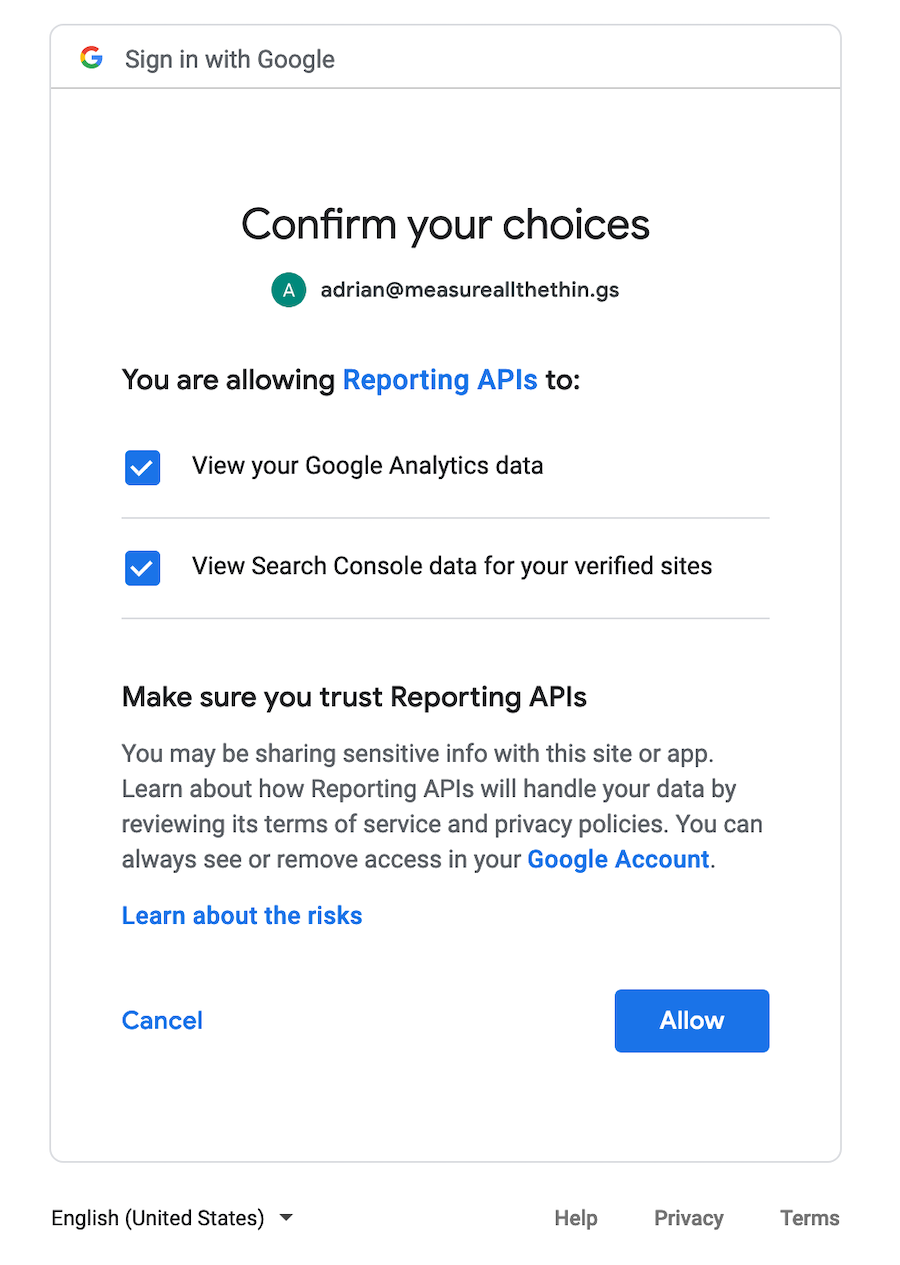 Sign in with Google
Confirm your choices
A adrian@measureallthethin.gs
You are allowing Reporting APIs to:
View your Google Analytics data
View Search Console data for your verified sites
Make sure you trust Reporting APIs
You may be sharing sensitive info with this site or app.
Learn about how Reporting APIs will handle your data by
reviewing its terms of service and privacy policies. You can
always see or remove access in your Google Account.
Learn about the risks
Cancel Allow
English (United States) Help Privacy Terms